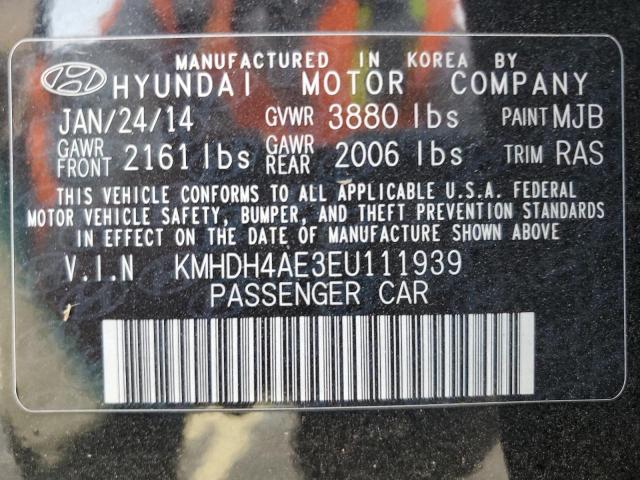 MANUFACTURED IN KOREA BY
HYUNDAI MOTOR COMPANY
JAN/24/14 GVWR 3880 lbs PAINT MJB
GAWR FRONT 2161 lbs GAWR REAR 2006 lbs TRIM RAS
THIS VEHICLE CONFORMS TO ALL APPLICABLE U.S.A. FEDERAL
MOTOR VEHICLE SAFETY, BUMPER, AND THEFT PREVENTION STANDARDS
IN EFFECT ON THE DATE OF MANUFACTURE SHOWN ABOVE
V.I.N KMHDH4AE3EU111939
PASSENGER CAR